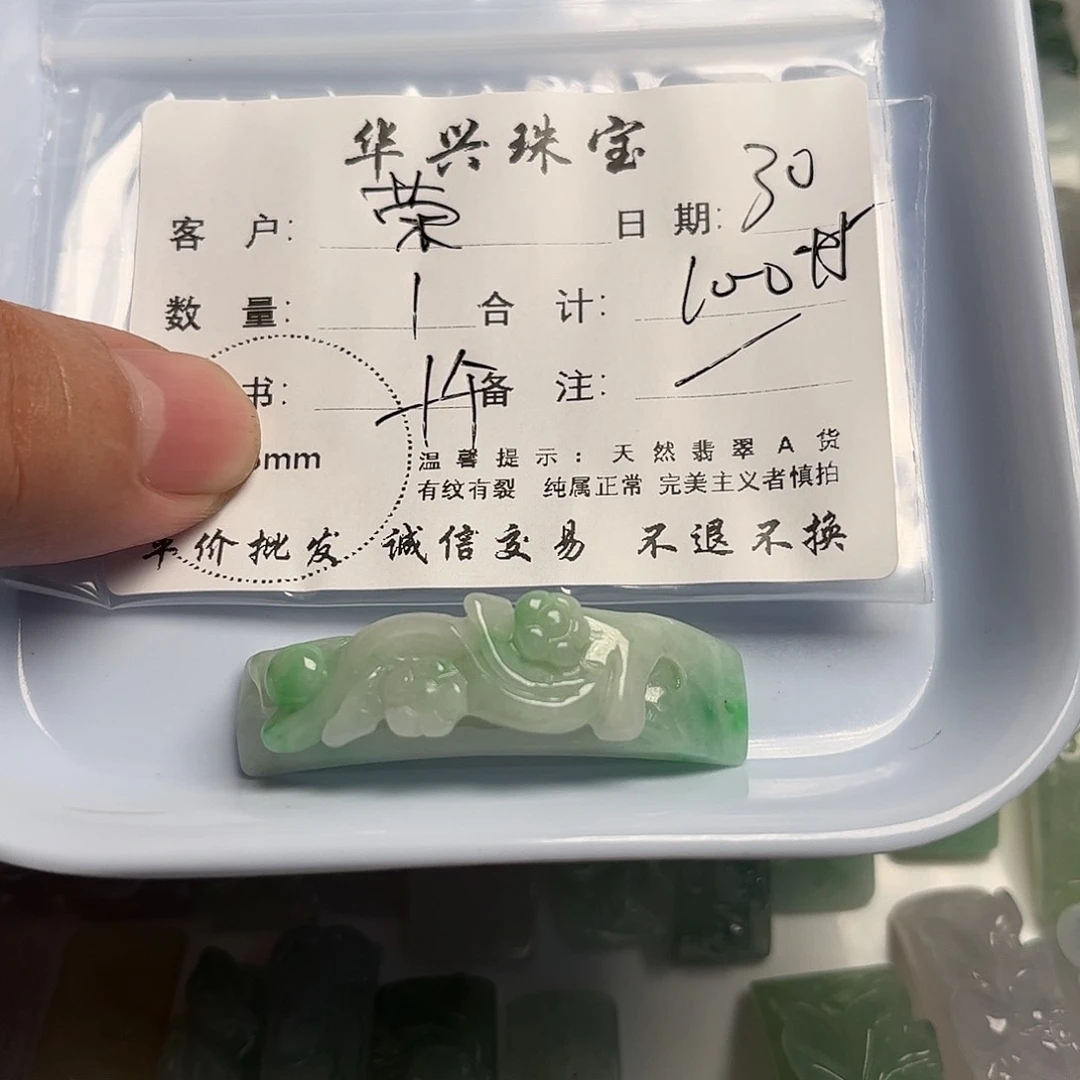 华兴珠宝
客户: 荣 日期: 30
数量: 1 合计: 100
书: 备注:
mm 温馨提示：天然翡翠A货
有纹有裂 纯属正常 完美主义者慎拍
平价批发 诚信交易 不退不换